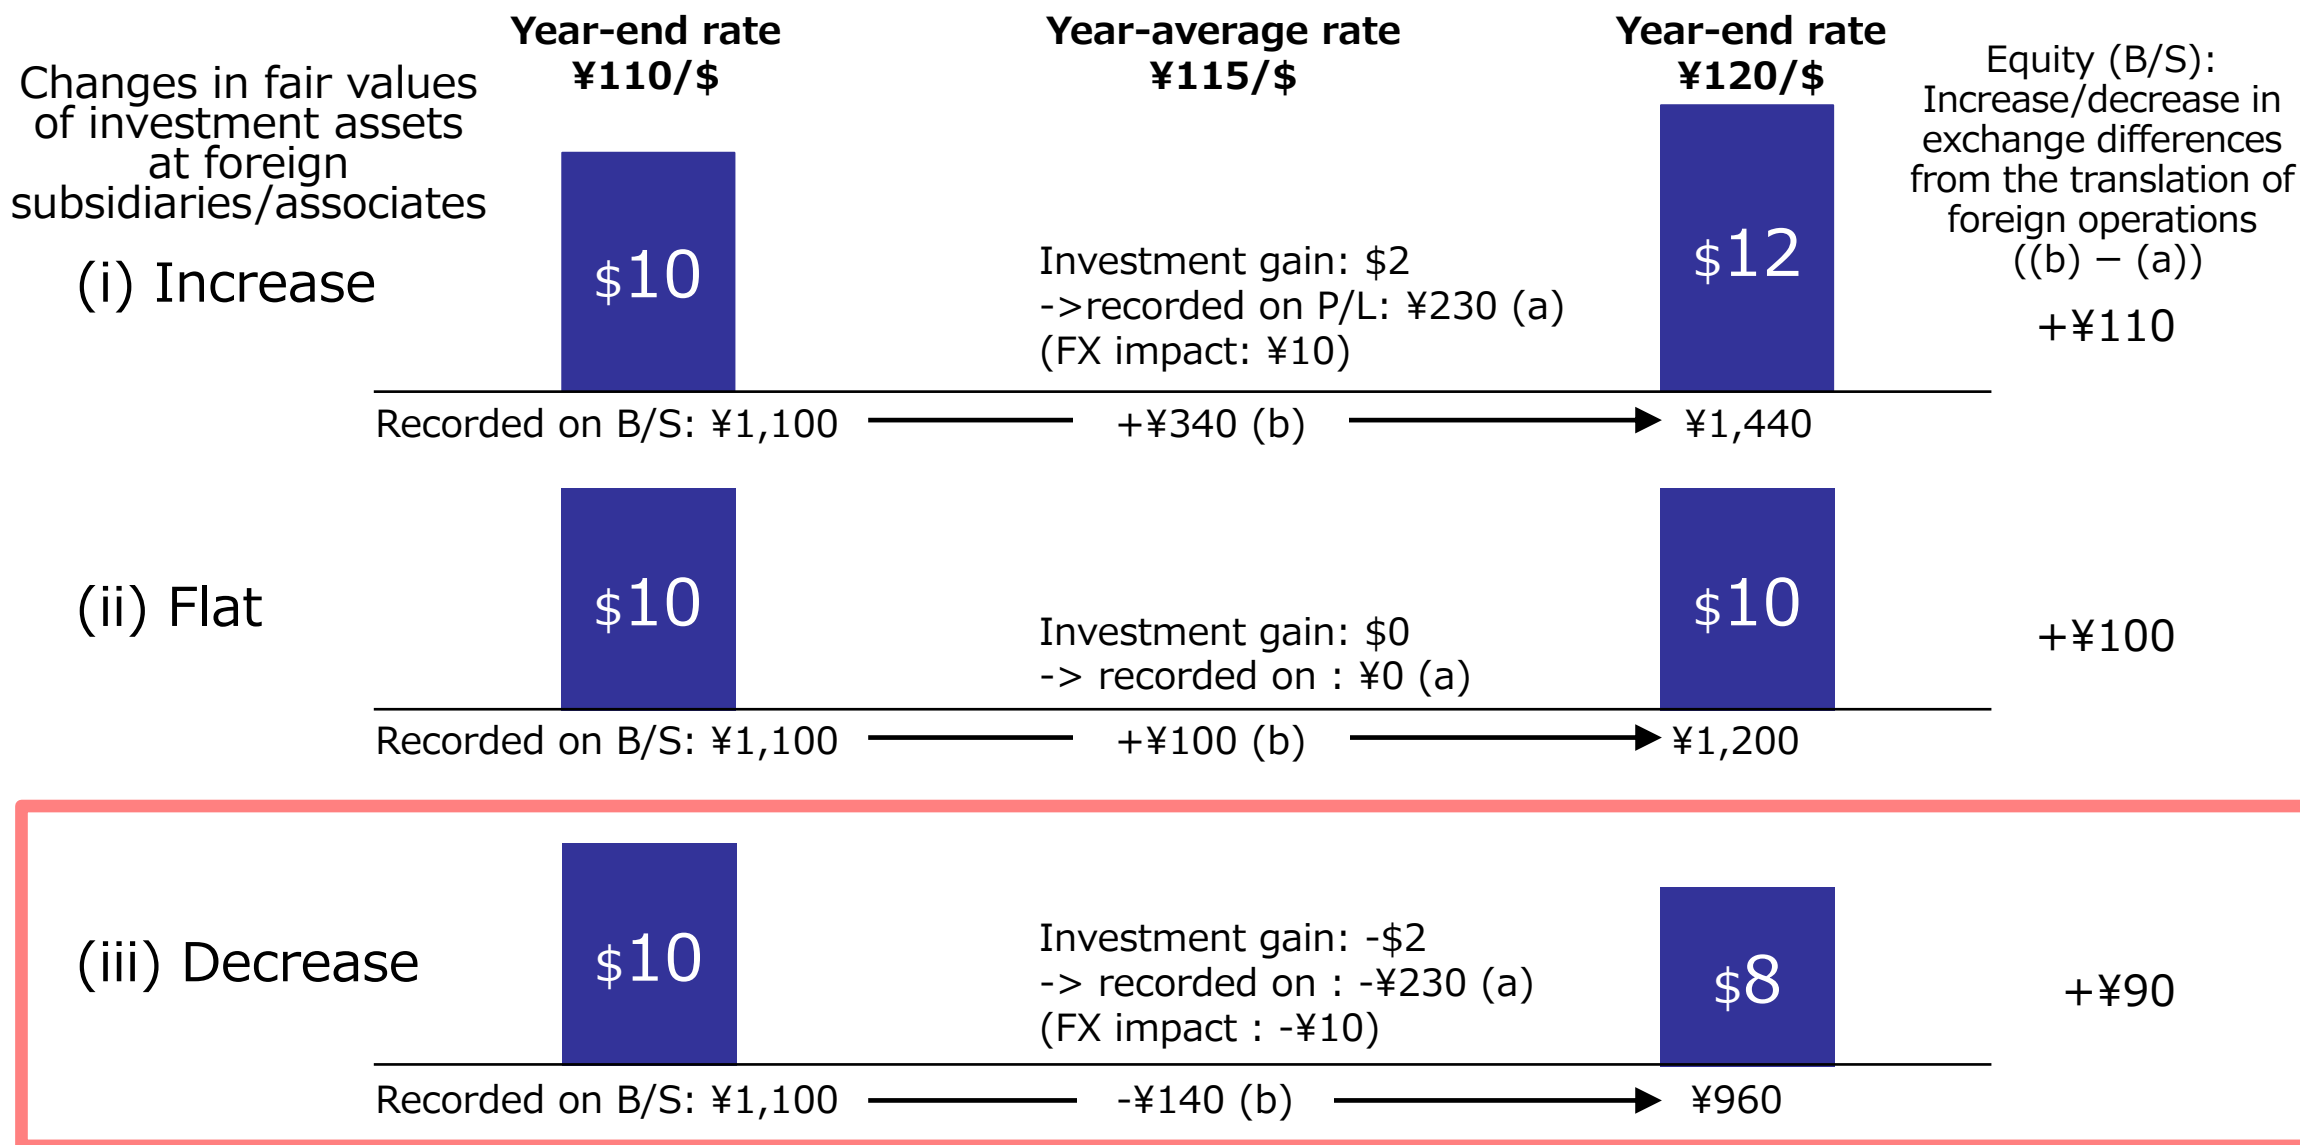 Year-end rate
¥110/$
Year-average rate
¥115/$
Year-end rate
¥120/$
Changes in fair values
of investment assets
at foreign
subsidiaries/associates
Equity (B/S):
Increase/decrease in
exchange differences
from the translation of
foreign operations
((b) − (a))
(i) Increase
$10
Investment gain: $2
->recorded on P/L: ¥230 (a)
(FX impact: ¥10)
$12
+¥110
Recorded on B/S: ¥1,100
+¥340 (b)
¥1,440
(ii) Flat
$10
Investment gain: $0
-> recorded on : ¥0 (a)
$10
+¥100
Recorded on B/S: ¥1,100
+¥100 (b)
¥1,200
(iii) Decrease
$10
Investment gain: -$2
-> recorded on : -¥230 (a)
(FX impact : -¥10)
$8
+¥90
Recorded on B/S: ¥1,100
-¥140 (b)
¥960